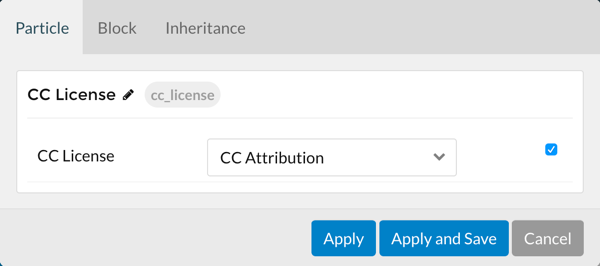 Particle Block Inheritance
CC License cc_license
CC License CC Attribution
Apply Apply and Save Cancel